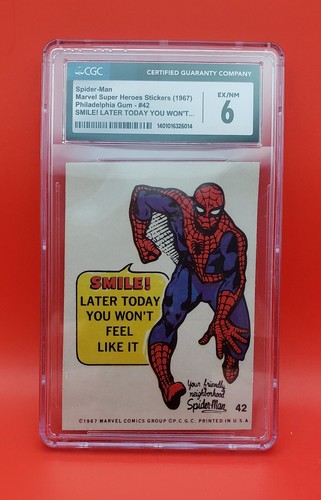 CGC
CERTIFIED GUARANTY COMPANY
Spider-Man
Marvel Super Heroes Stickers (1967)
Philadelphia Gum - #42
SMILE! LATER TODAY YOU WON'T...
EX/NM
6
1401016326014
SMILE!
LATER TODAY
YOU WON'T
FEEL
LIKE IT
Your friendly
neighborhood
Spider-Man
42
©1967 MARVEL COMICS GROUP ©P.C.G.C. PRINTED IN U.S.A